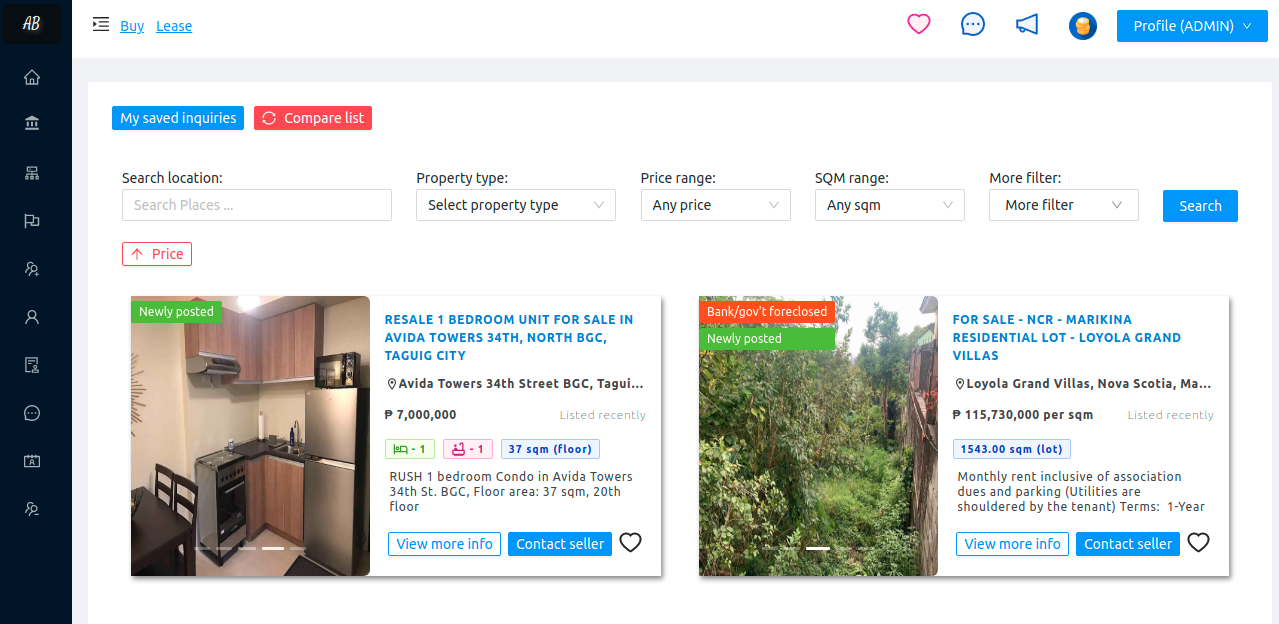 AB
Buy Lease
Profile (ADMIN)
My saved inquiries Compare list
Search location: Property type: Price range: SQM range: More filter:
Search Places ... Select property type Any price Any sqm More filter Search
Price
Newly posted
RESALE 1 BEDROOM UNIT FOR SALE IN
AVIDA TOWERS 34TH, NORTH BGC,
TAGUIG CITY
Avida Towers 34th Street BGC, Tagui...
₱ 7,000,000 Listed recently
- 1 - 1 37 sqm (floor)
RUSH 1 bedroom Condo in Avida Towers
34th St. BGC, Floor area: 37 sqm, 20th
floor
View more info Contact seller
Bank/gov't foreclosed
Newly posted
FOR SALE - NCR - MARIKINA
RESIDENTIAL LOT - LOYOLA GRAND
VILLAS
Loyola Grand Villas, Nova Scotia, Ma...
₱ 115,730,000 per sqm Listed recently
1543.00 sqm (lot)
Monthly rent inclusive of association
dues and parking (Utilities are
shouldered by the tenant) Terms: 1-Year
View more info Contact seller